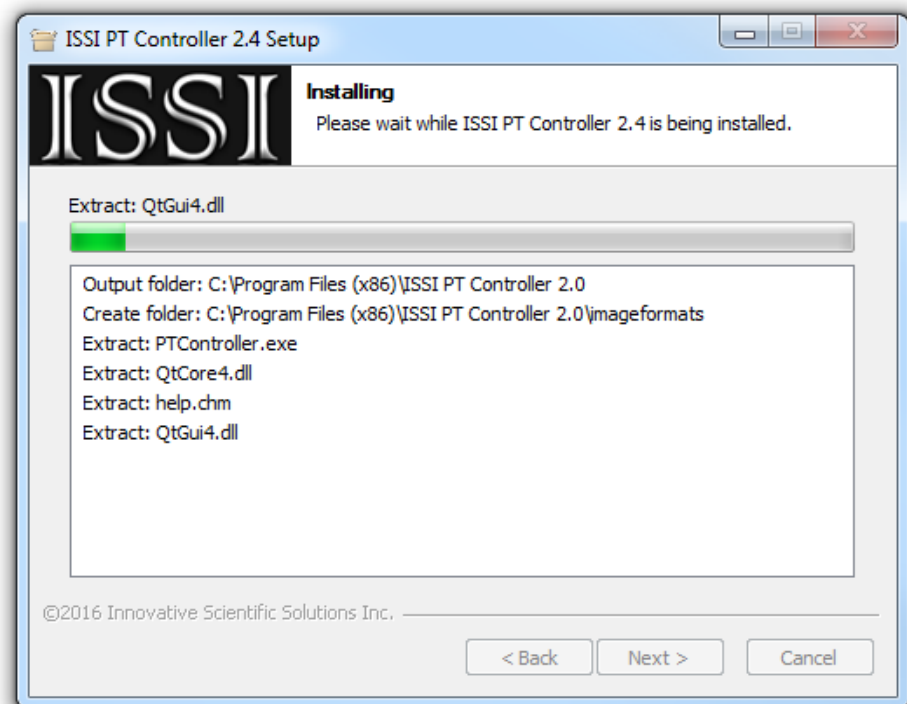 ISSI PT Controller 2.4 Setup
ISSI
Installing
Please wait while ISSI PT Controller 2.4 is being installed.
Extract: QtGui4.dll
Output folder: C:\Program Files (x86)\ISSI PT Controller 2.0
Create folder: C:\Program Files (x86)\ISSI PT Controller 2.0\imageformats
Extract: PTController.exe
Extract: QtCore4.dll
Extract: help.chm
Extract: QtGui4.dll
©2016 Innovative Scientific Solutions Inc.
< Back Next > Cancel